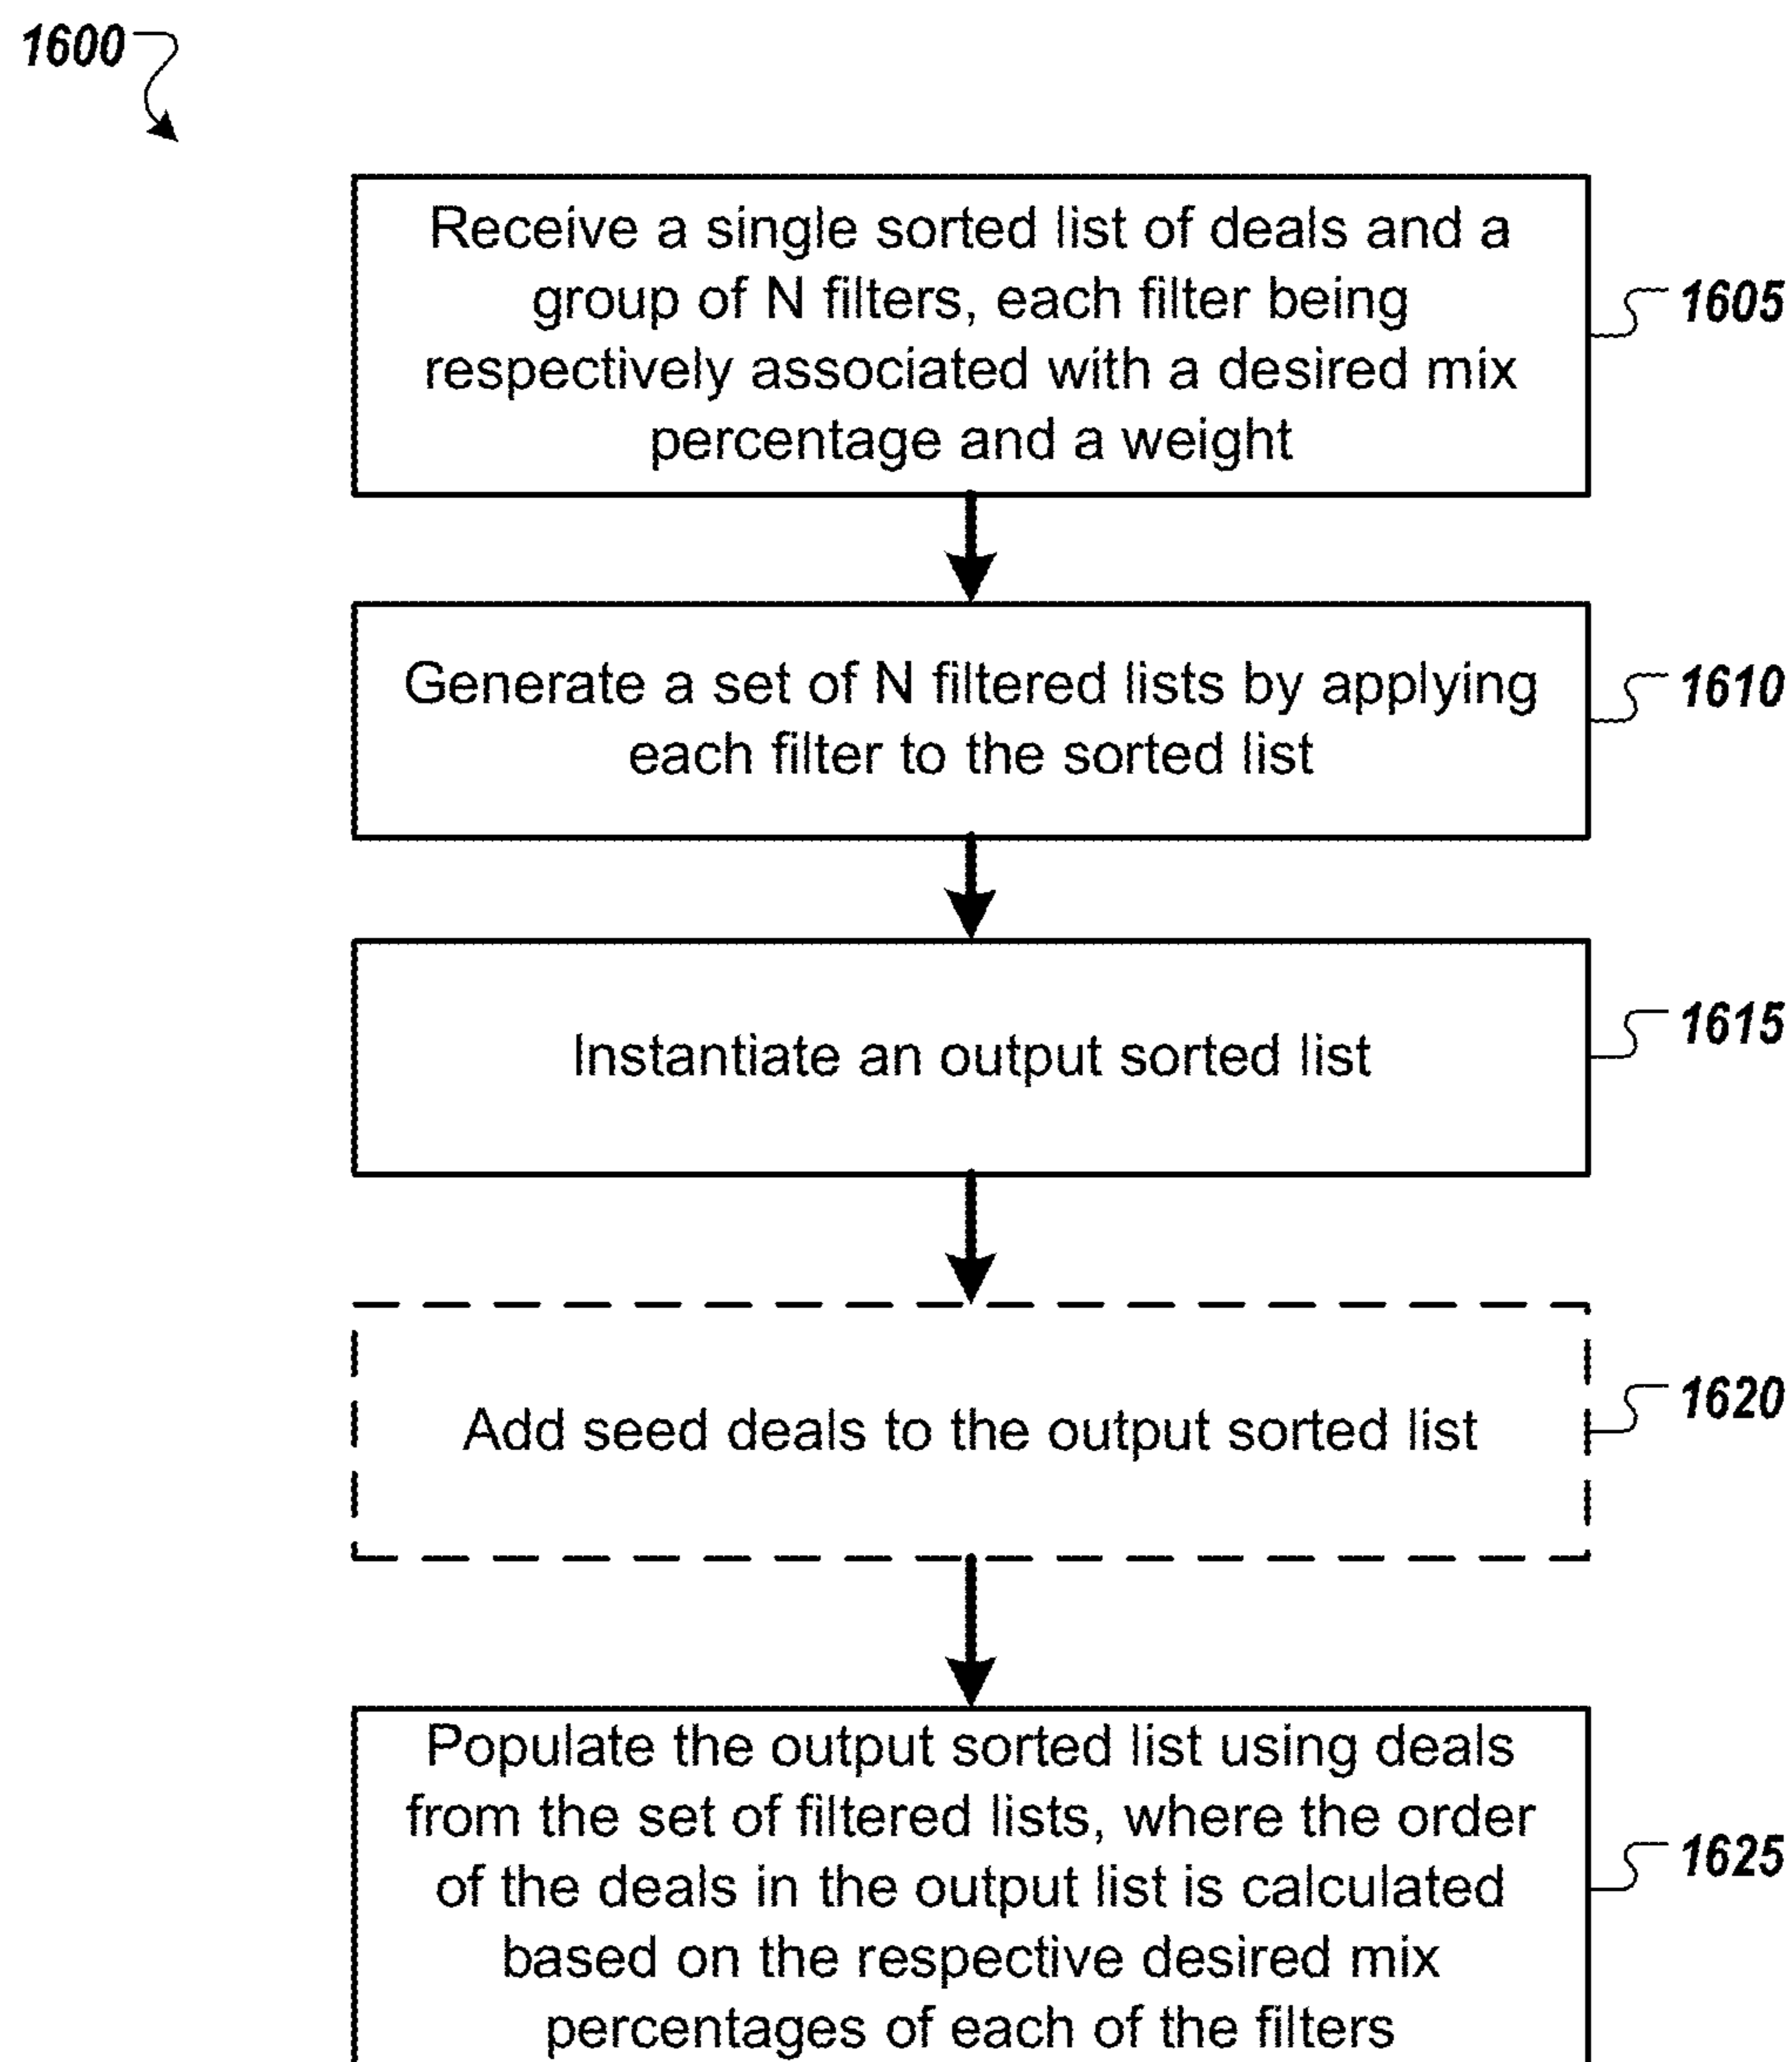 1600
Receive a single sorted list of deals and a
group of N filters, each filter being
respectively associated with a desired mix
percentage and a weight
1605
Generate a set of N filtered lists by applying
each filter to the sorted list
1610
Instantiate an output sorted list
1615
Add seed deals to the output sorted list
1620
Populate the output sorted list using deals
from the set of filtered lists, where the order
of the deals in the output list is calculated
based on the respective desired mix
percentages of each of the filters
1625